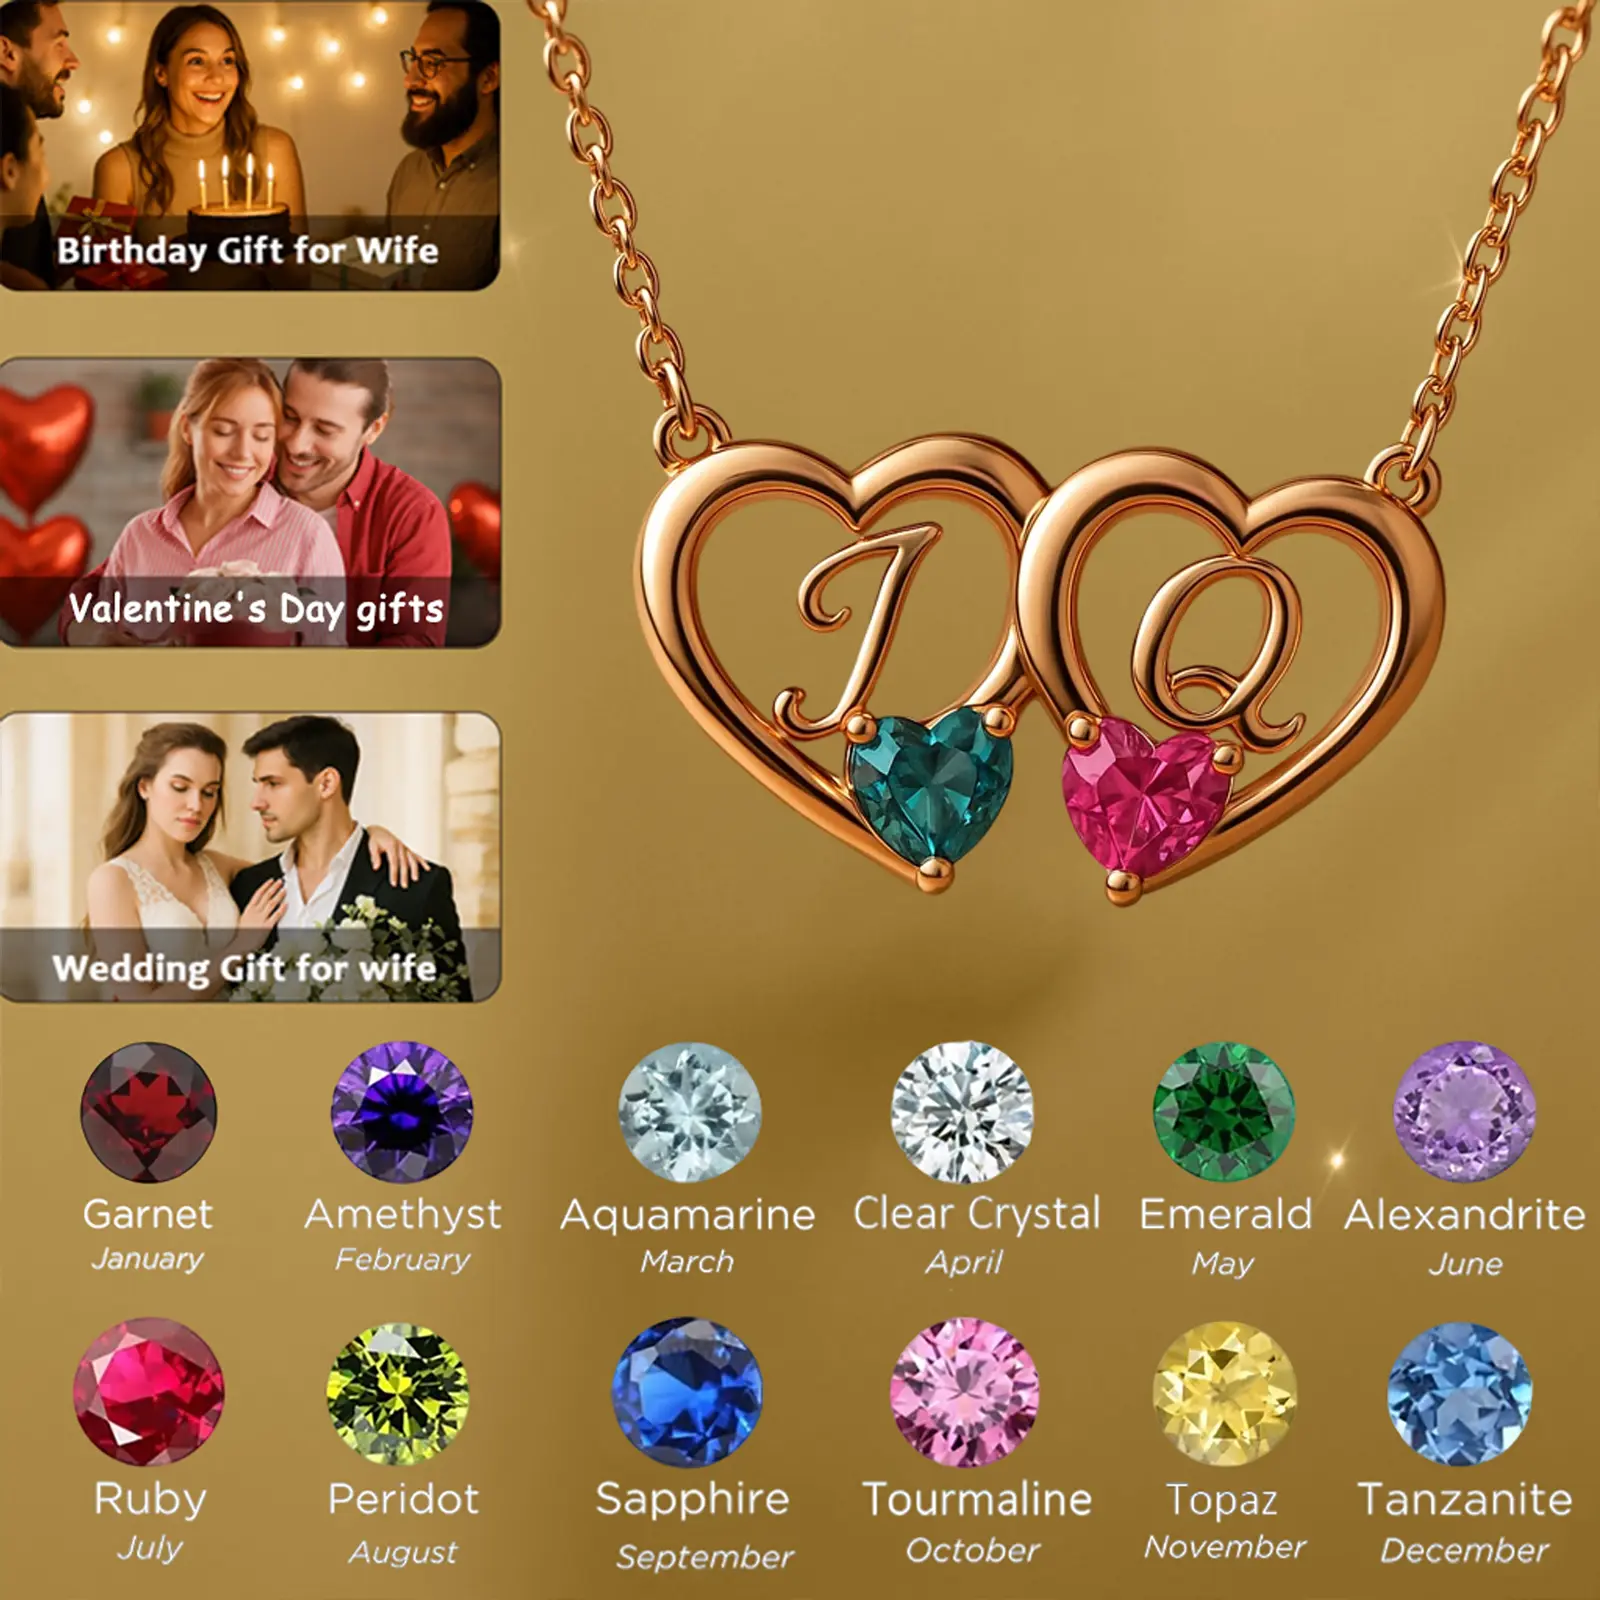 Birthday Gift for Wife
Valentine's Day gifts
Wedding Gift for wife
I Q
Garnet
January
Amethyst
February
Aquamarine
March
Clear Crystal
April
Emerald
May
Alexandrite
June
Ruby
July
Peridot
August
Sapphire
September
Tourmaline
October
Topaz
November
Tanzanite
December